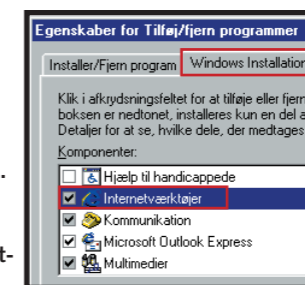 Egenskaber for Tilføj/fjern programmer
Installer/Fjern program Windows Installation
Klik i afkrydsningsfeltet for at tilføje eller fjern
boksen er nedtonet, installeres kun en del a
Detaljer for at se, hvilke dele, der medtages
Komponenter:
.
Hjælp til handicappede
Internetværktøjer
Kommunikation
t-
Microsoft Outlook Express
Multimedier